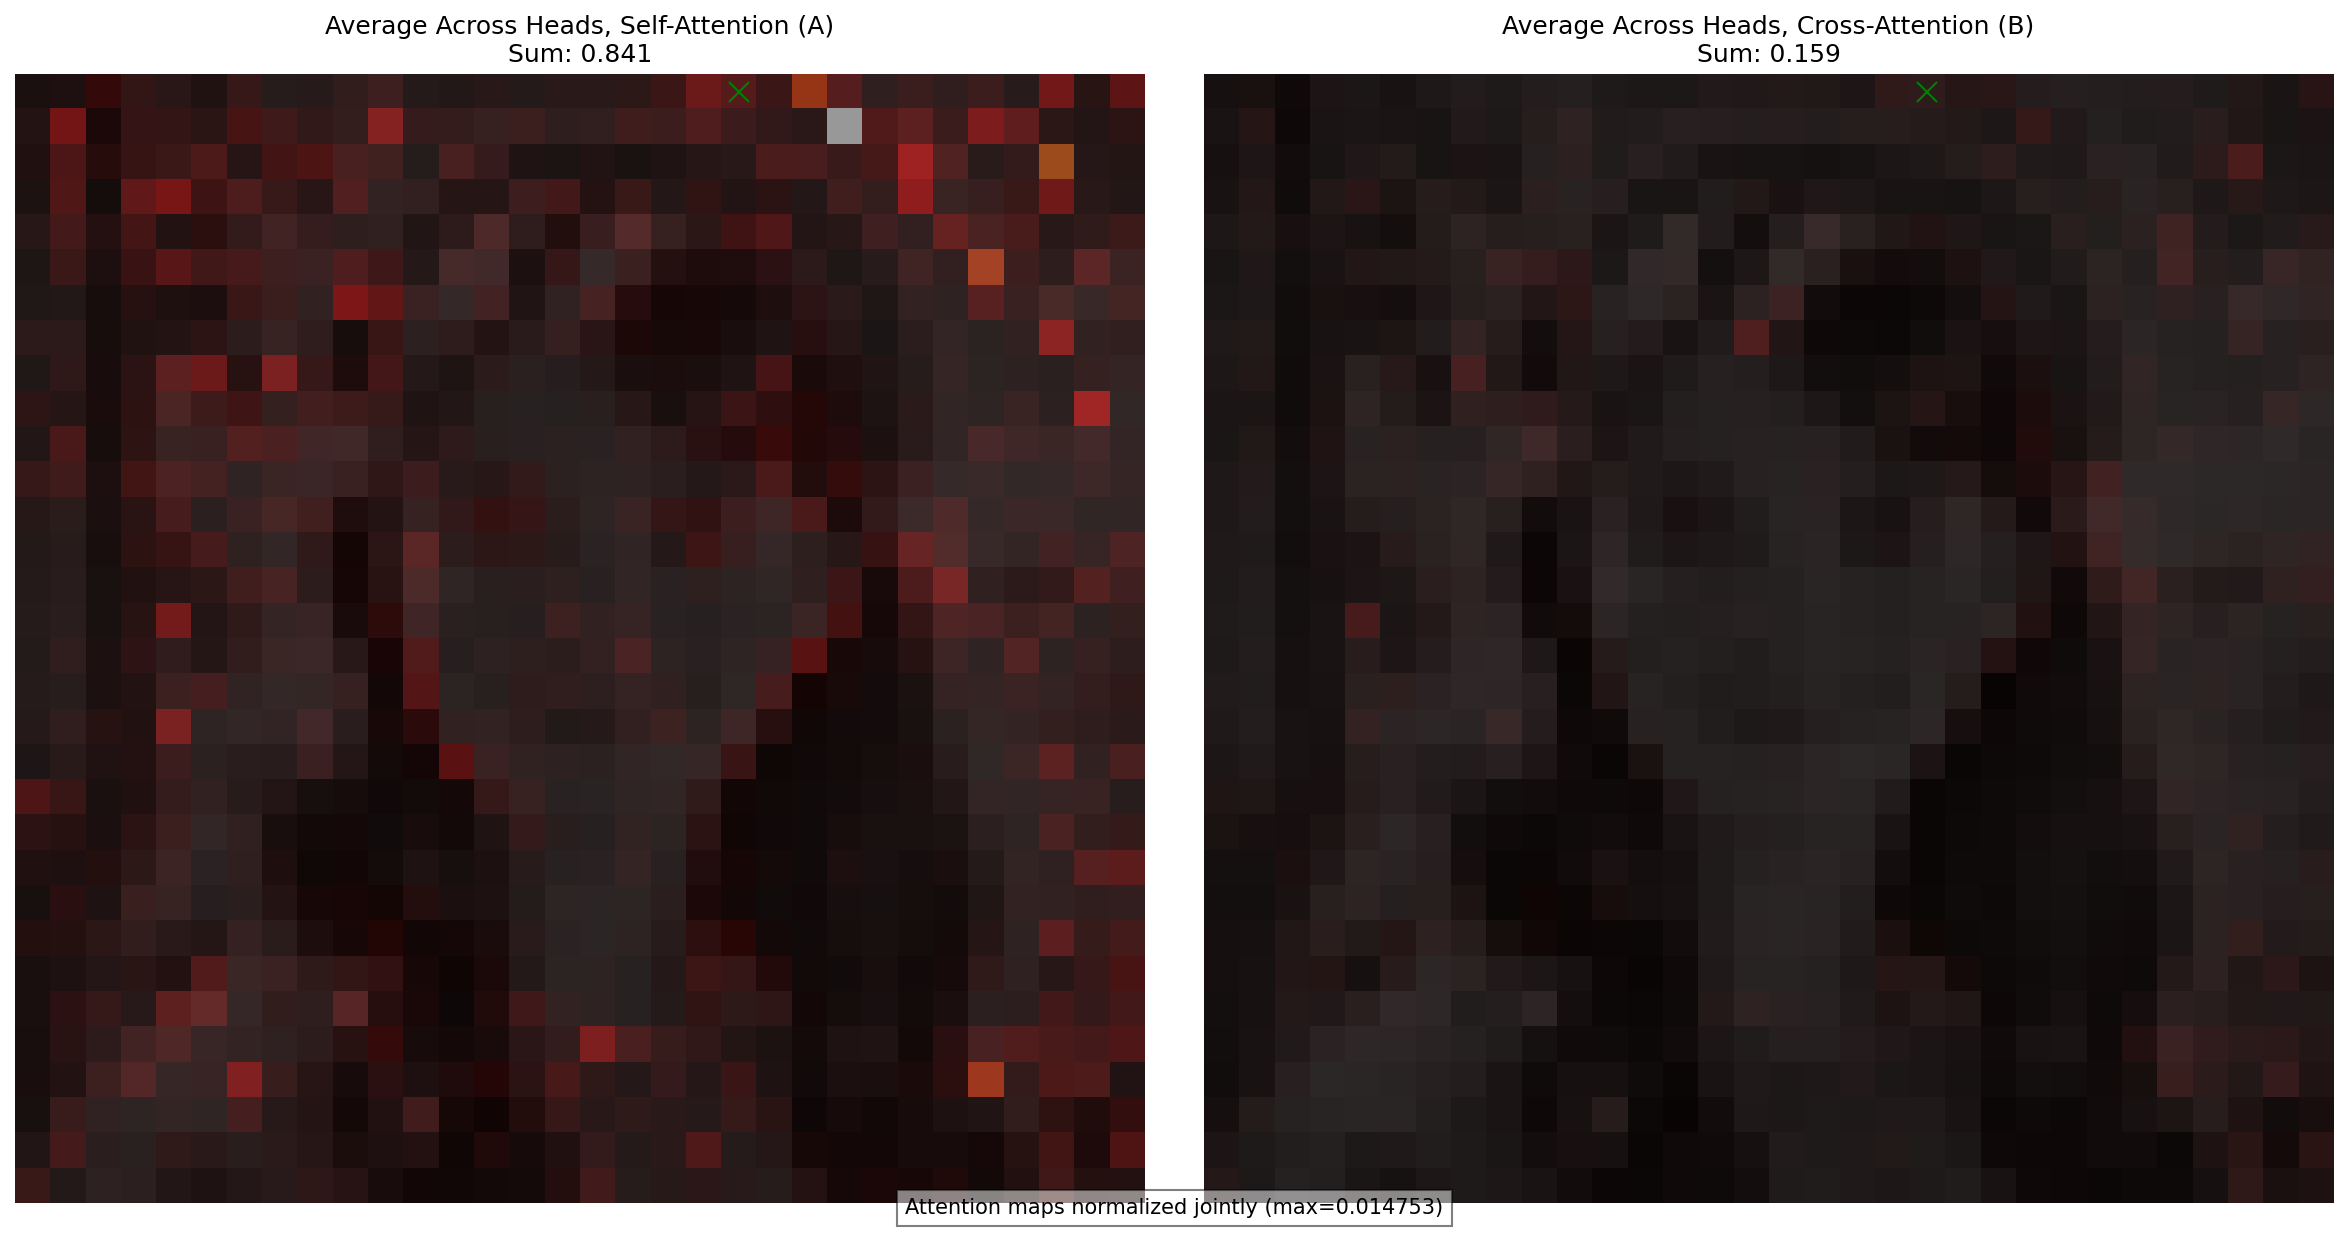 Average Across Heads, Self-Attention (A)
Sum: 0.841
Average Across Heads, Cross-Attention (B)
Sum: 0.159
Attention maps normalized jointly (max=0.014753)